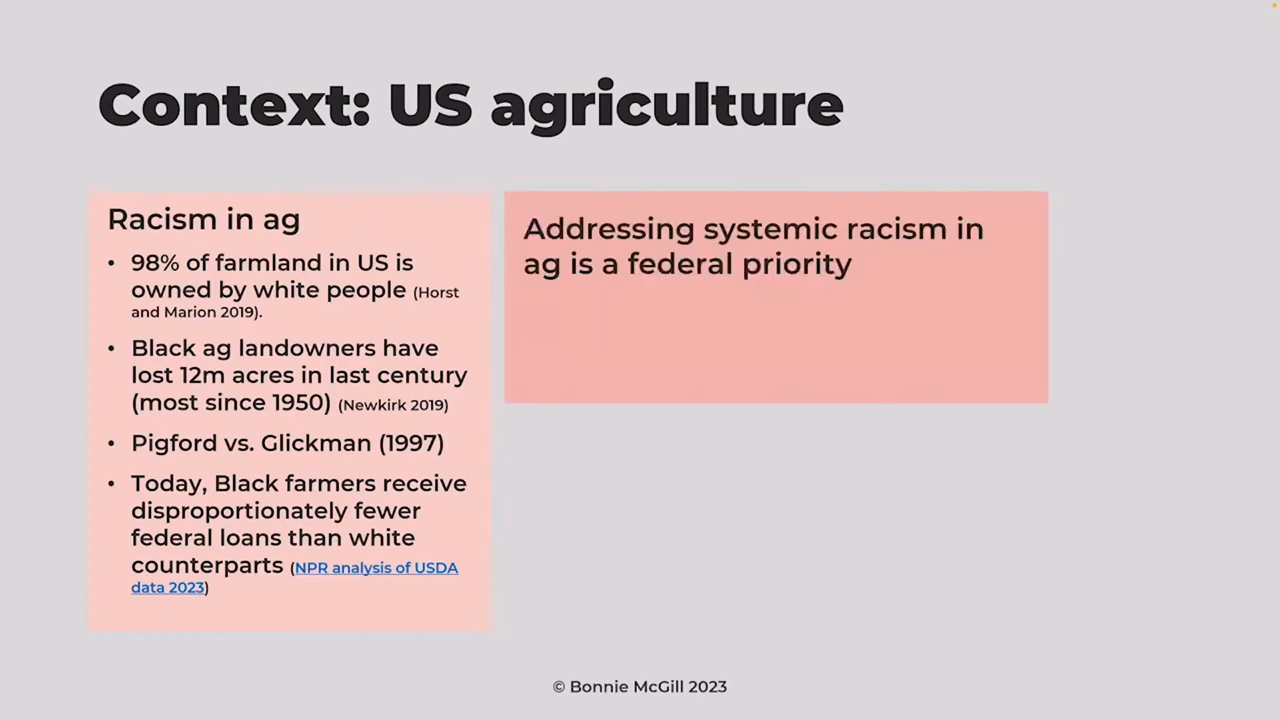 Context: US agriculture
Racism in ag
• 98% of farmland in US is
owned by white people (Horst
and Marion 2019).
• Black ag landowners have
lost 12m acres in last century
(most since 1950) (Newkirk 2019)
• Pigford vs. Glickman (1997)
• Today, Black farmers receive
disproportionately fewer
federal loans than white
counterparts (NPR analysis of USDA
data 2023)
Addressing systemic racism in
ag is a federal priority
© Bonnie McGill 2023